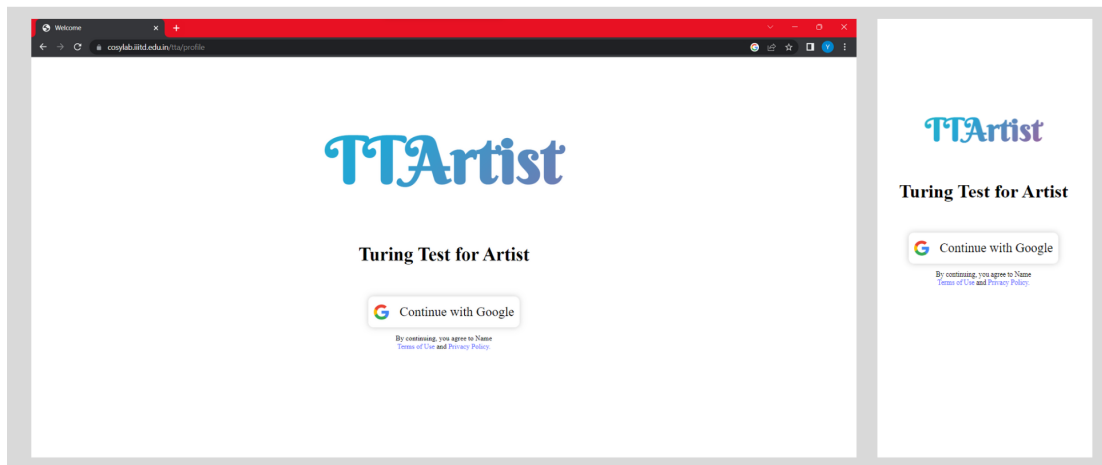 Welcome
cosylab.iiitd.edu.in/tta/profile
Y
TTArtist
Turing Test for Artist
Continue with Google
By continuing, you agree to Name
Terms of Use and Privacy Policy.
TTArtist
Turing Test for Artist
Continue with Google
By continuing, you agree to Name
Terms of Use and Privacy Policy.